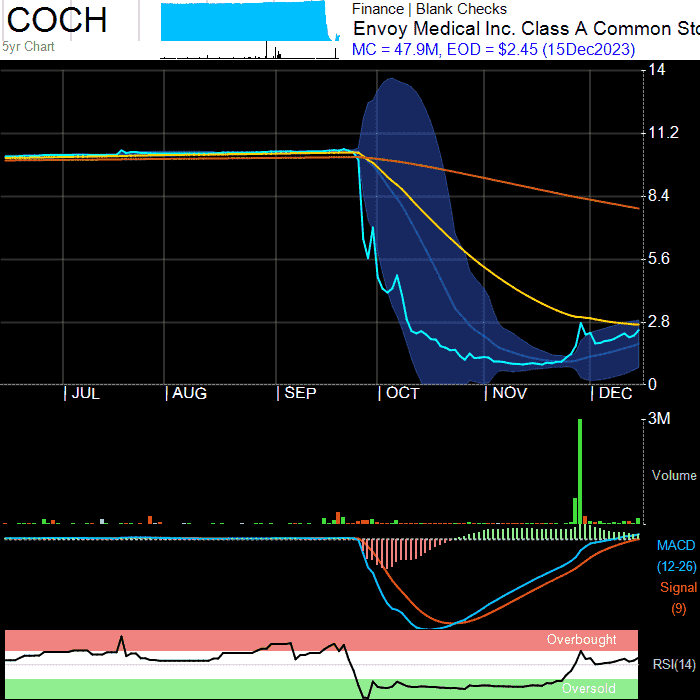 COCH
Finance | Blank Checks
Envoy Medical Inc. Class A Common Sto
5yr Chart
MC = 47.9M, EOD = $2.45 (15Dec2023)
14
11.2
8.4
5.6
2.8
0
| JUL | AUG | SEP | OCT | NOV | DEC
3M
Volume
MACD
(12-26)
Signal
(9)
Overbought
RSI(14)
Oversold